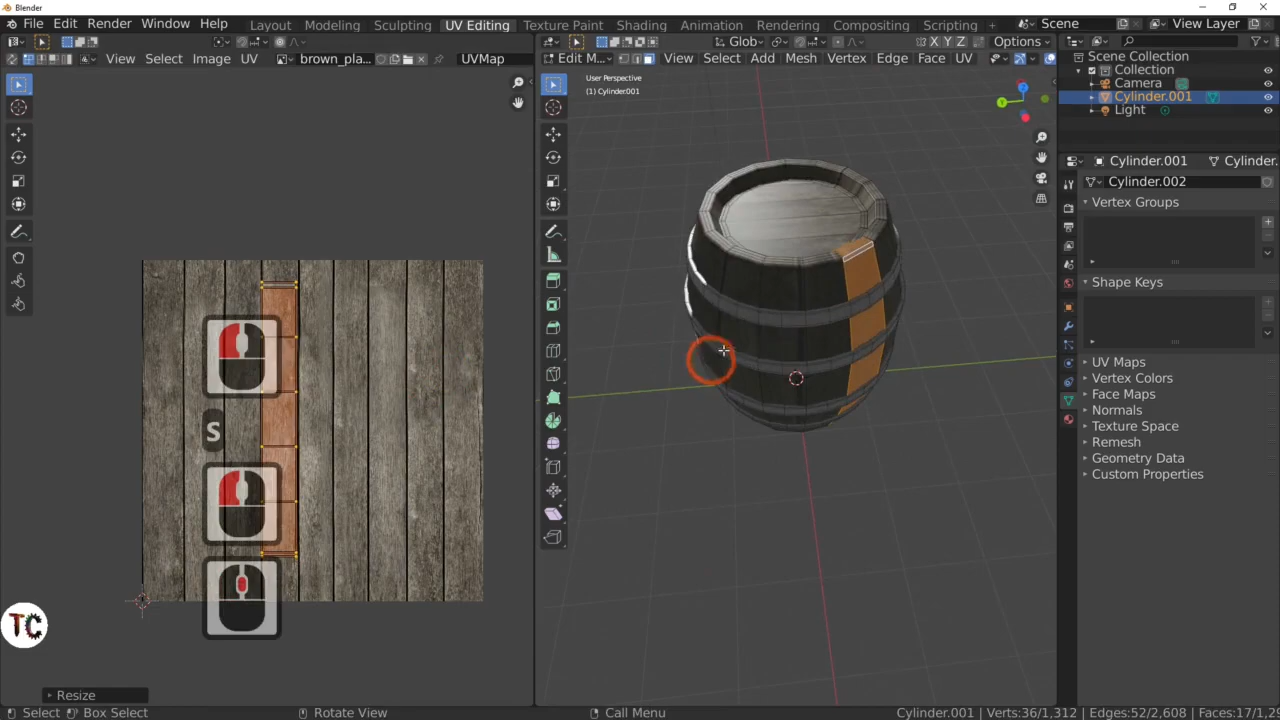 Blender
File Edit Render Window Help
Layout Modeling Sculpting UV Editing Texture Paint Shading Animation Rendering Compositing Scripting + Scene View Layer
Glob X Y Z Options
View Select Image UV brown_pla... UVMap
Edit M... View Select Add Mesh Vertex Edge Face UV
User Perspective
(1) Cylinder.001
Scene Collection
Collection
Camera
Cylinder.001
Light
Cylinder.001 Cylinder.
Cylinder.002
Vertex Groups
Shape Keys
UV Maps
Vertex Colors
Face Maps
Normals
Texture Space
Remesh
Geometry Data
Custom Properties
S
TC
Resize
Select Box Select Rotate View Call Menu Cylinder.001 | Verts:36/1,312 | Edges:52/2,608 | Faces:17/1,29